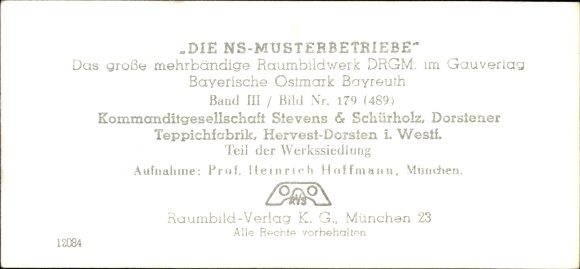 „DIE NS-MUSTERBETRIEBE"
Das große mehrbändige Raumbildwerk DRGM. im Gauverlag
Bayerische Ostmark Bayreuth
Band III / Bild Nr. 179 (489)
Kommanditgesellschaft Stevens & Schürholz, Dorstener
Teppichfabrik, Hervest-Dorsten i. Westf.
Teil der Werkssiedlung
Aufnahme: Prof. Heinrich Hoffmann, München.
RVS
Raumbild-Verlag K. G., München 23
Alle Rechte vorbehalten
12084